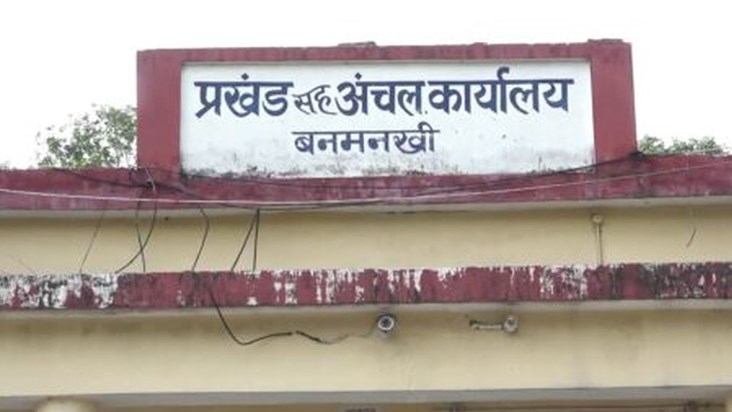 प्रखंड सह अंचल कार्यालय
बनमनखी